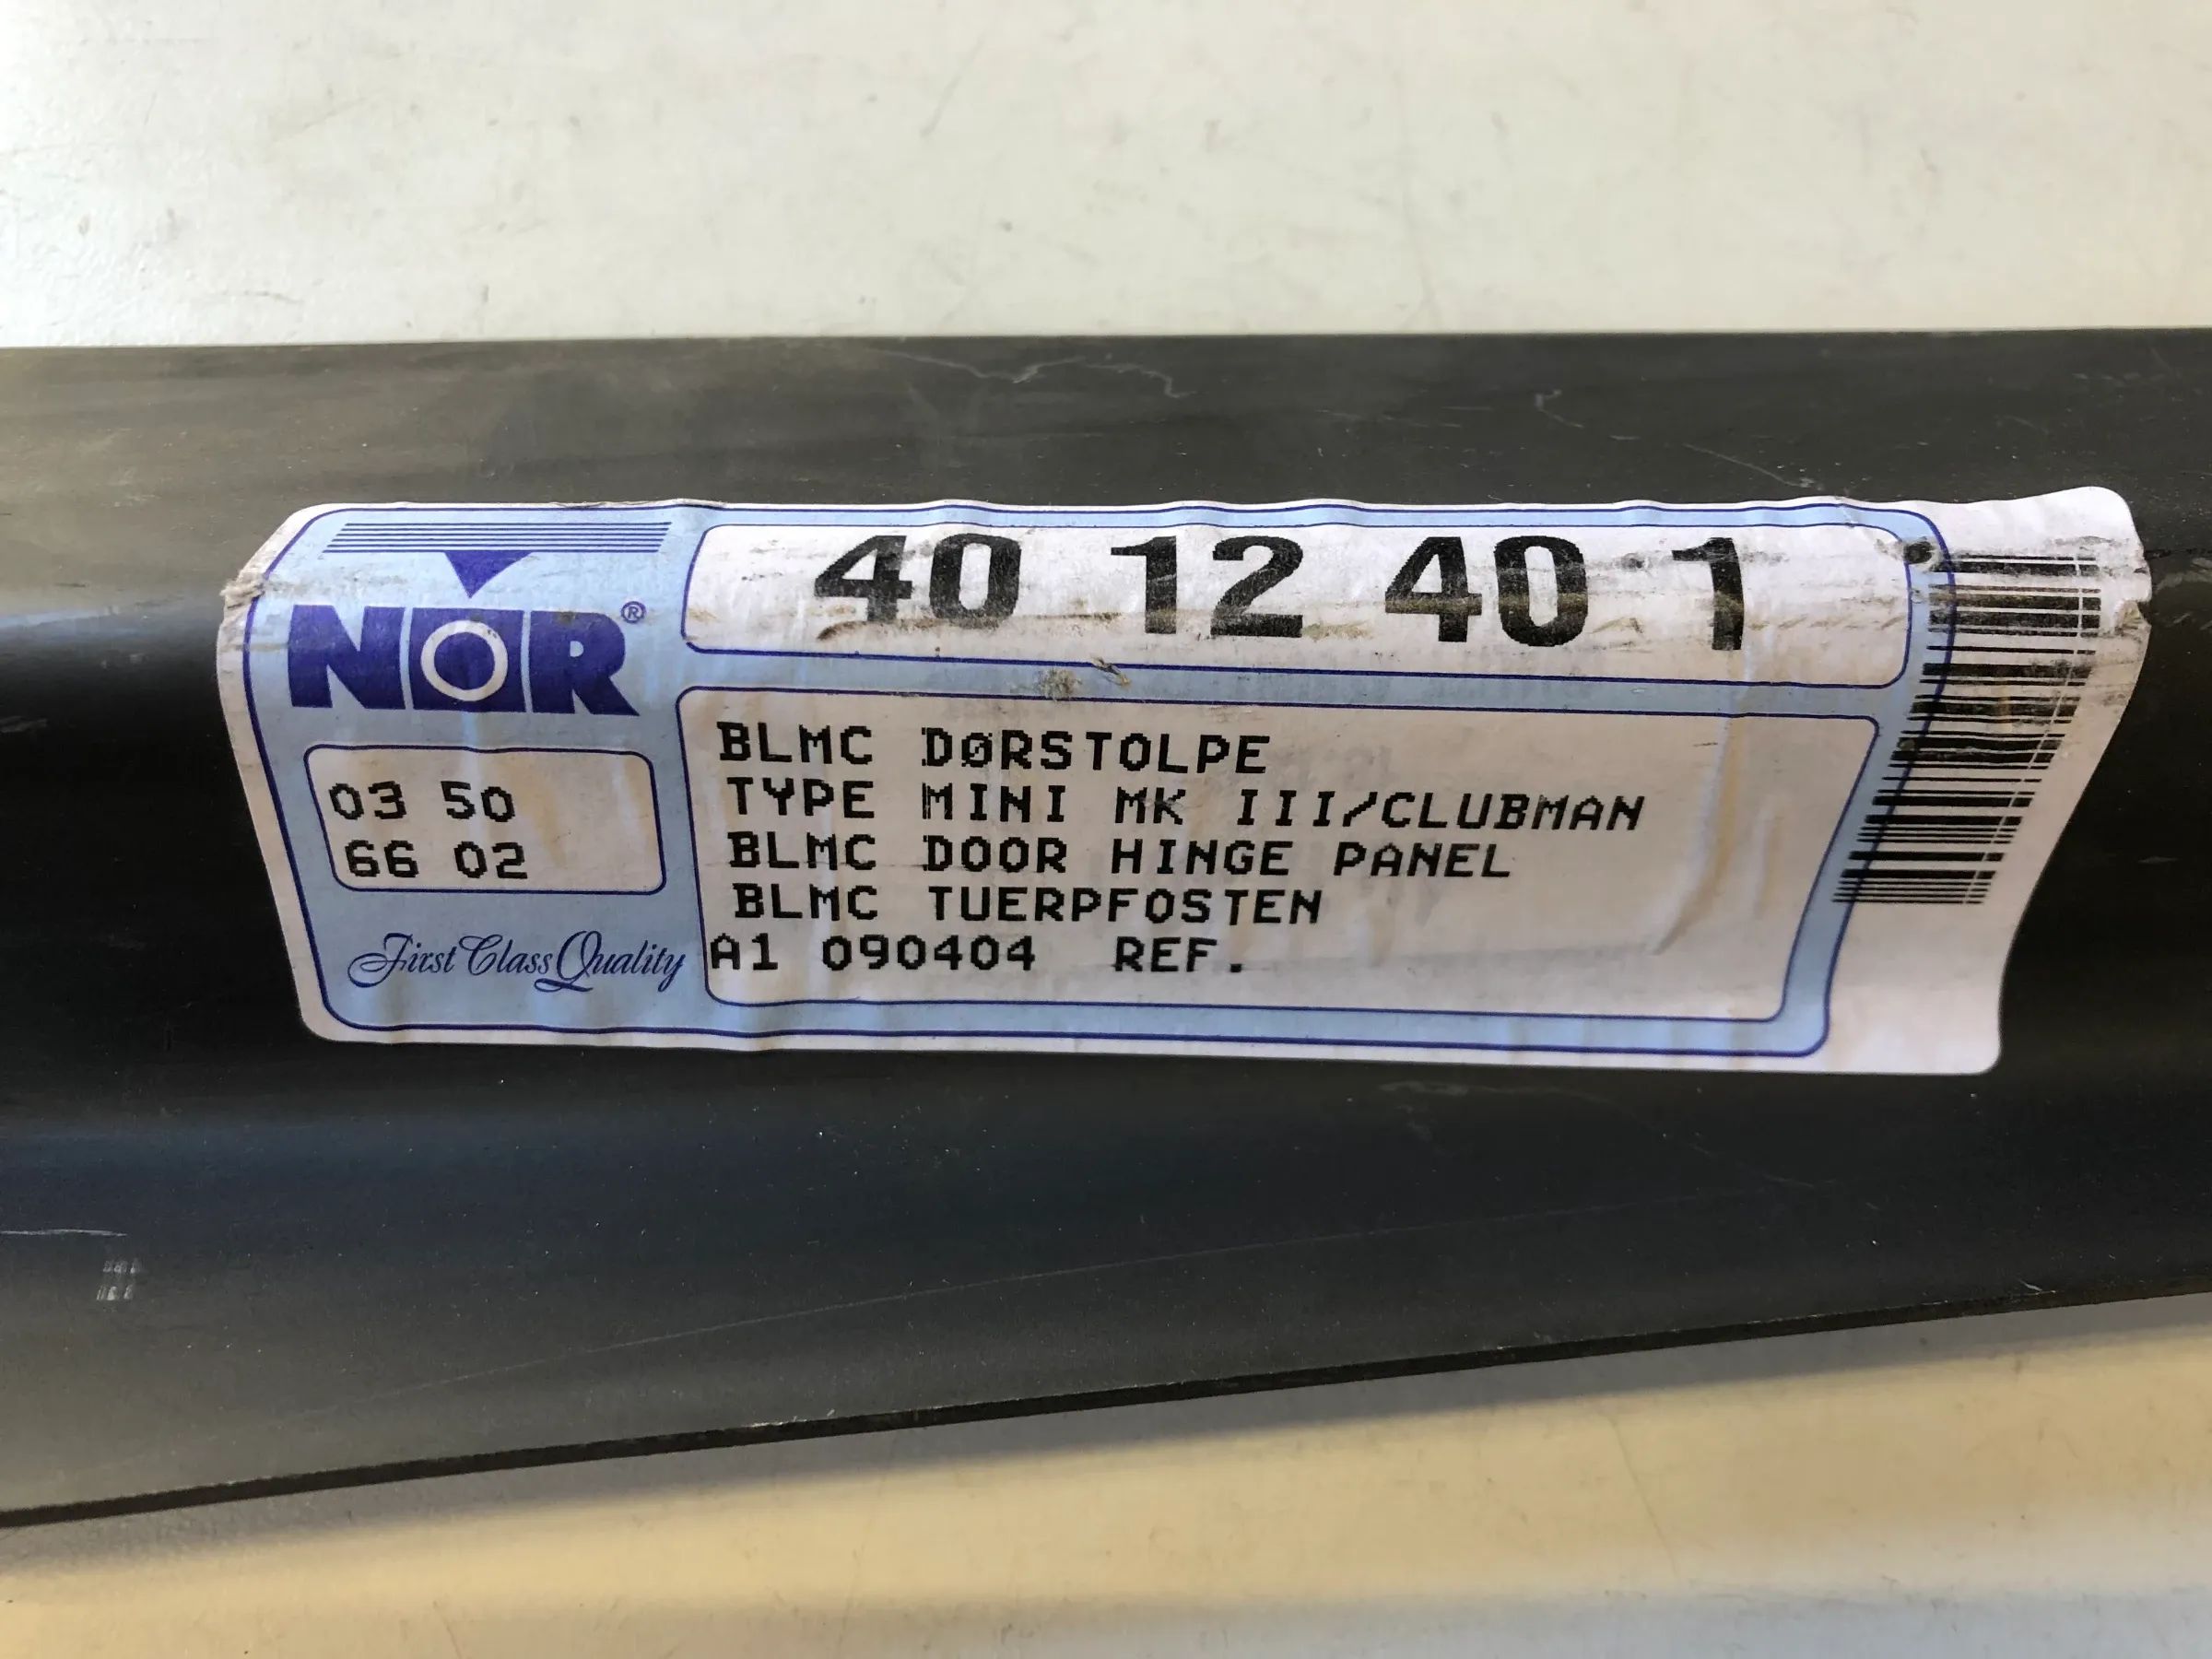 NOR®
40 12 40 1
03 50
66 02
First Class Quality
BLMC DØRSTOLPE
TYPE MINI MK III/CLUBMAN
BLMC DOOR HINGE PANEL
BLMC TUERPFOSTEN
A1 090404 REF.